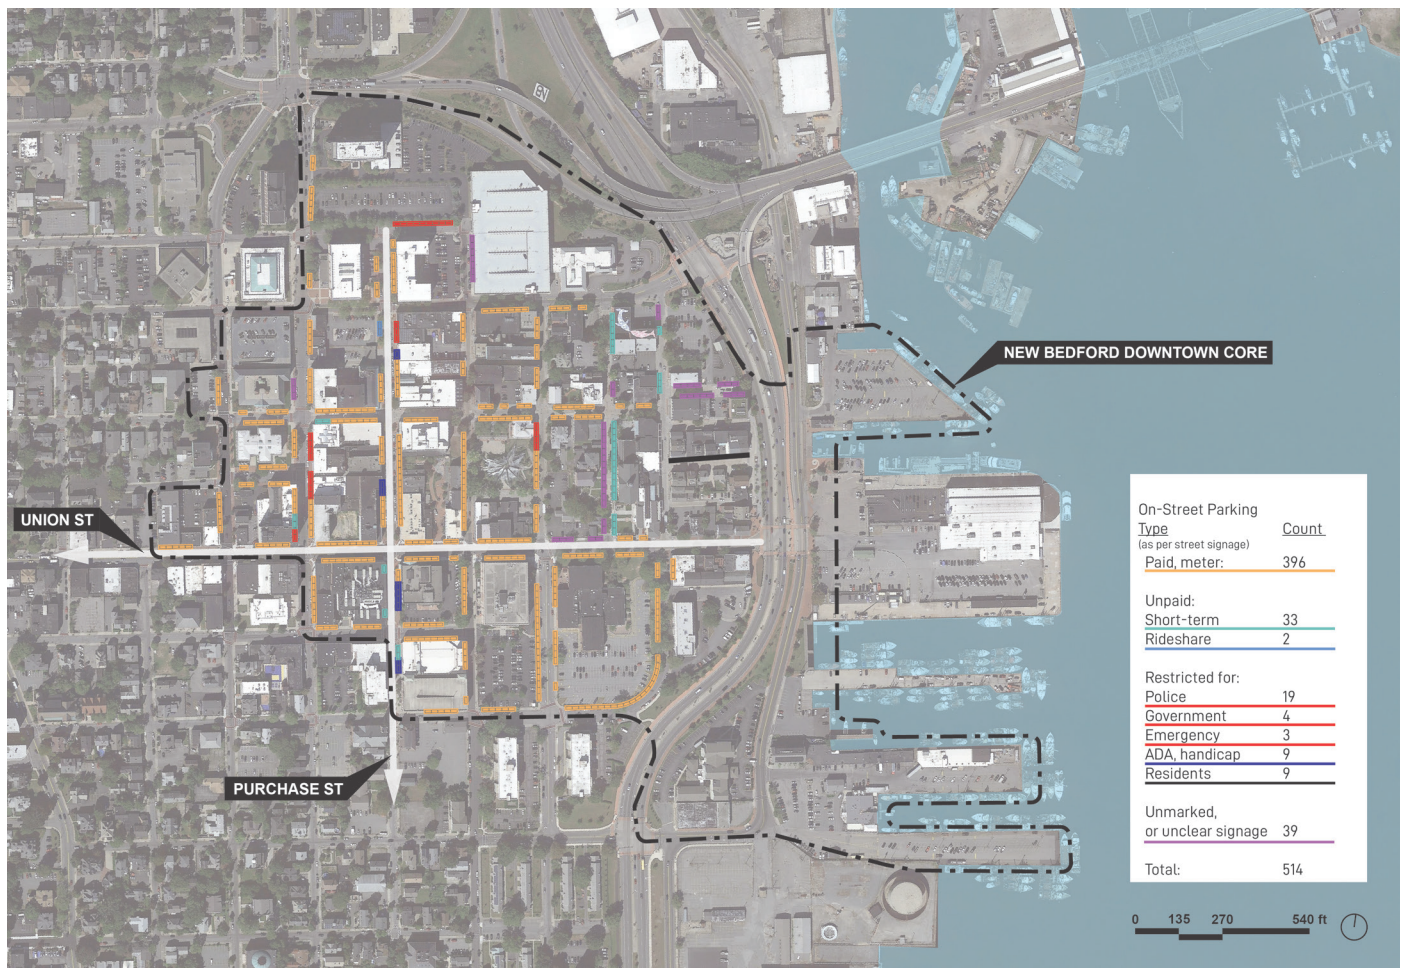 NEW BEDFORD DOWNTOWN CORE
UNION ST
PURCHASE ST
On-Street Parking
Type Count
(as per street signage)
Paid, meter: 396
Unpaid:
Short-term 33
Rideshare 2
Restricted for:
Police 19
Government 4
Emergency 3
ADA, handicap 9
Residents 9
Unmarked,
or unclear signage 39
Total: 514
0 135 270 540 ft